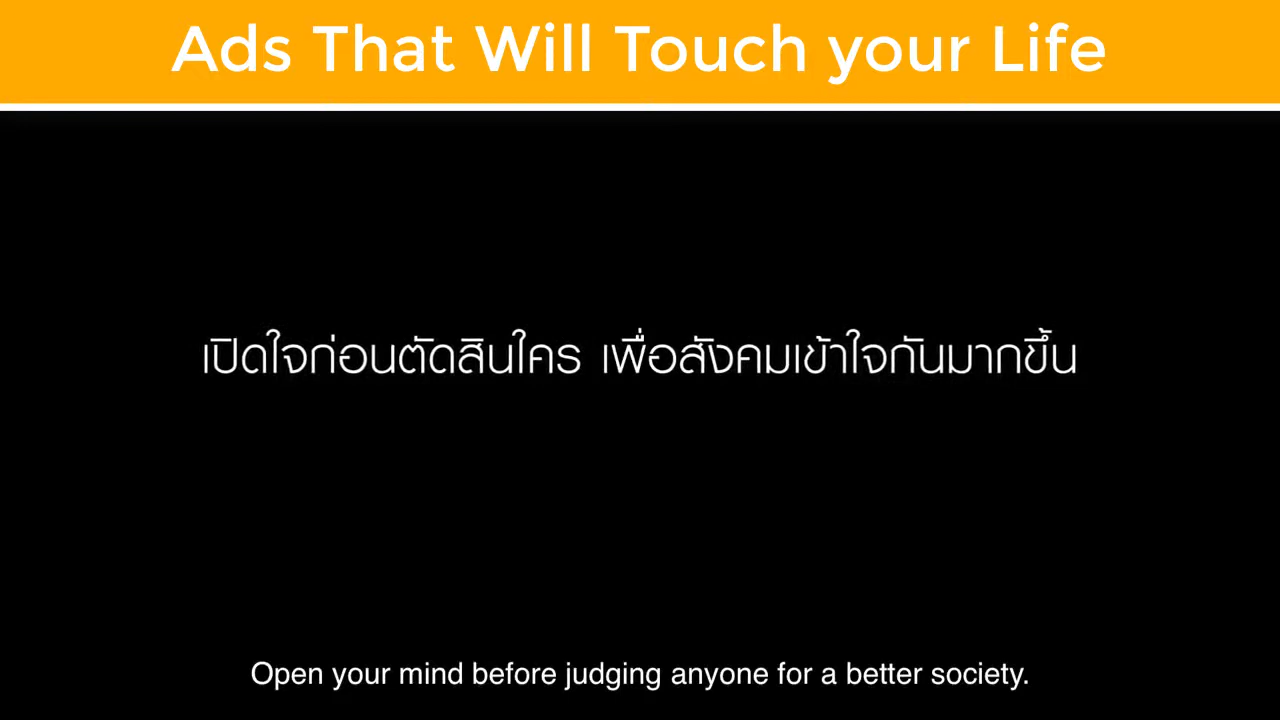 Ads That Will Touch your Life
เปิดใจก่อนตัดสินใคร เพื่อสังคมเข้าใจกันมากขึ้น
Open your mind before judging anyone for a better society.